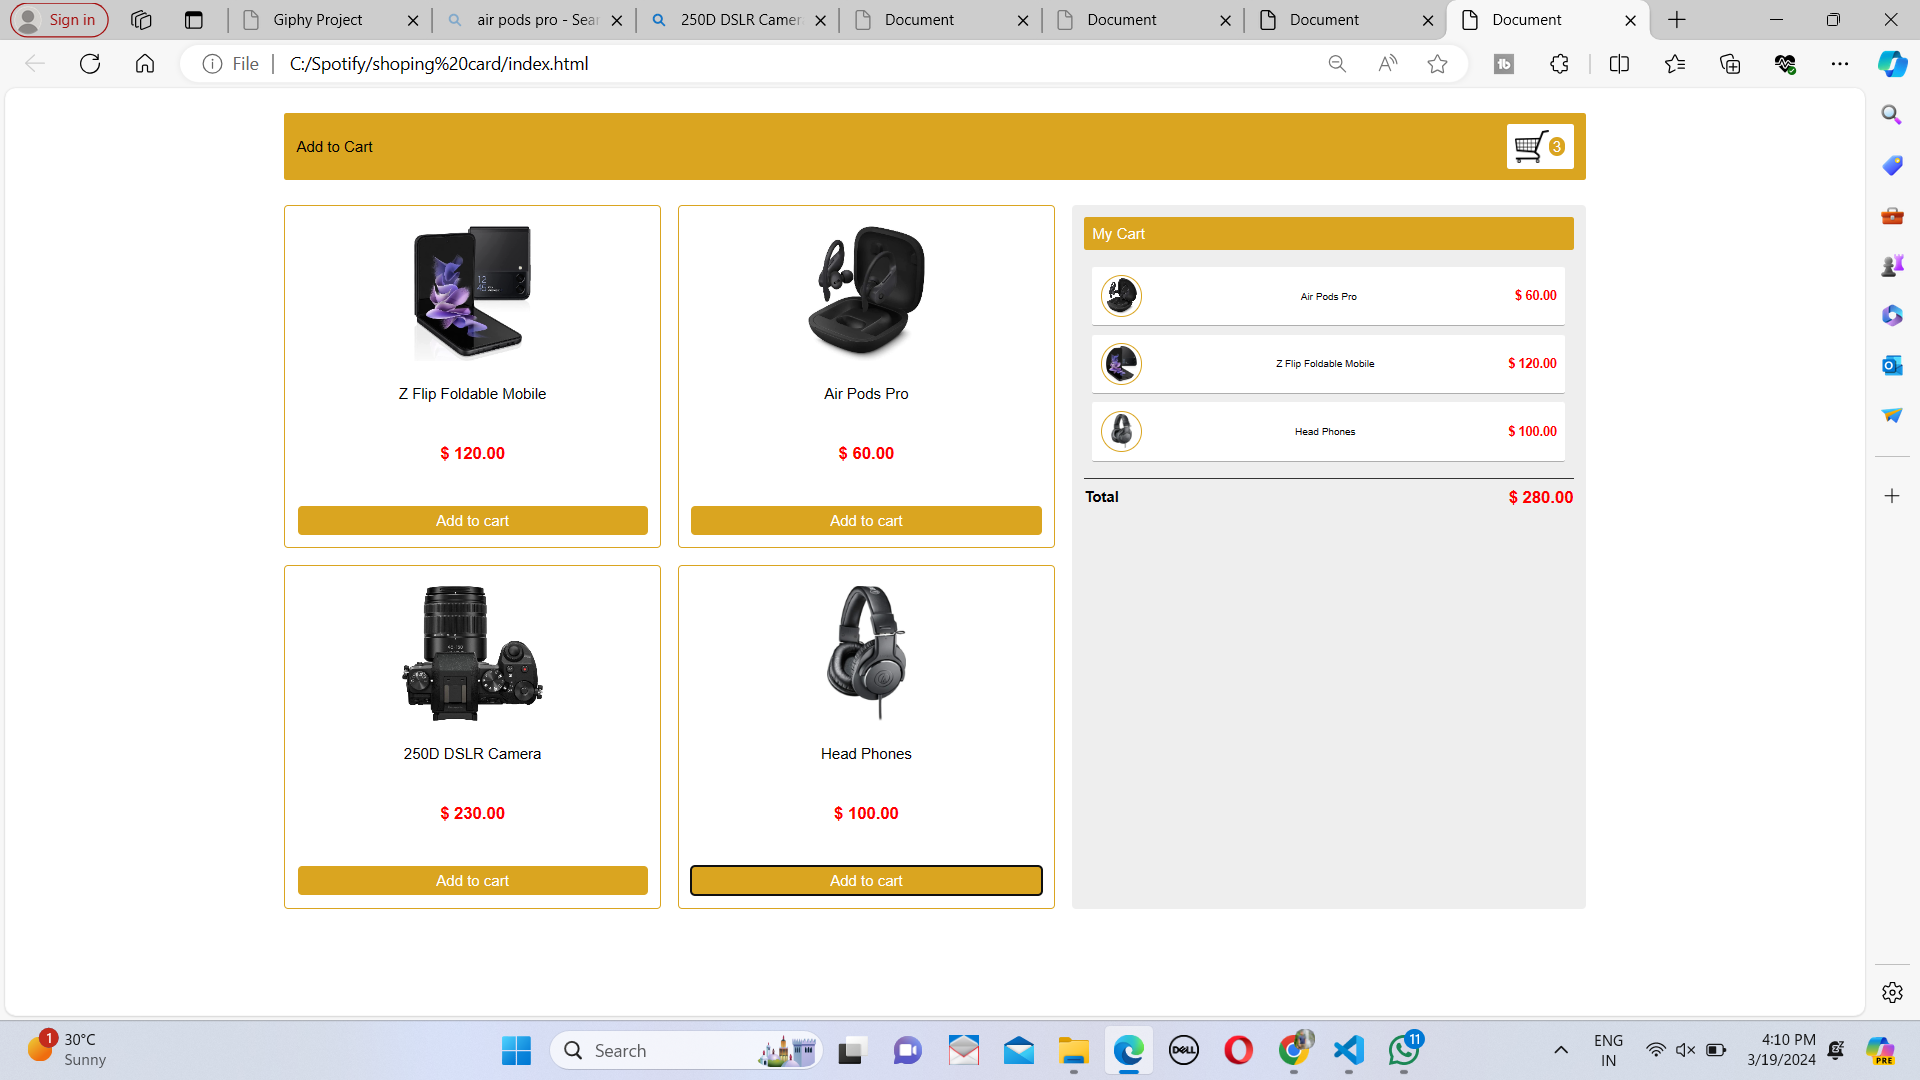 Sign in
Giphy Project
air pods pro - Sea
250D DSLR Camer
Document
Document
Document
Document
File
C:/Spotify/shoping%20card/index.html
Add to Cart
3
Z Flip Foldable Mobile
$ 120.00
Add to cart
Air Pods Pro
$ 60.00
Add to cart
250D DSLR Camera
$ 230.00
Add to cart
Head Phones
$ 100.00
Add to cart
My Cart
Air Pods Pro
$ 60.00
Z Flip Foldable Mobile
$ 120.00
Head Phones
$ 100.00
Total
$ 280.00
1
30°C
Sunny
Search
DELL
11
ENG
IN
4:10 PM
3/19/2024
PRE